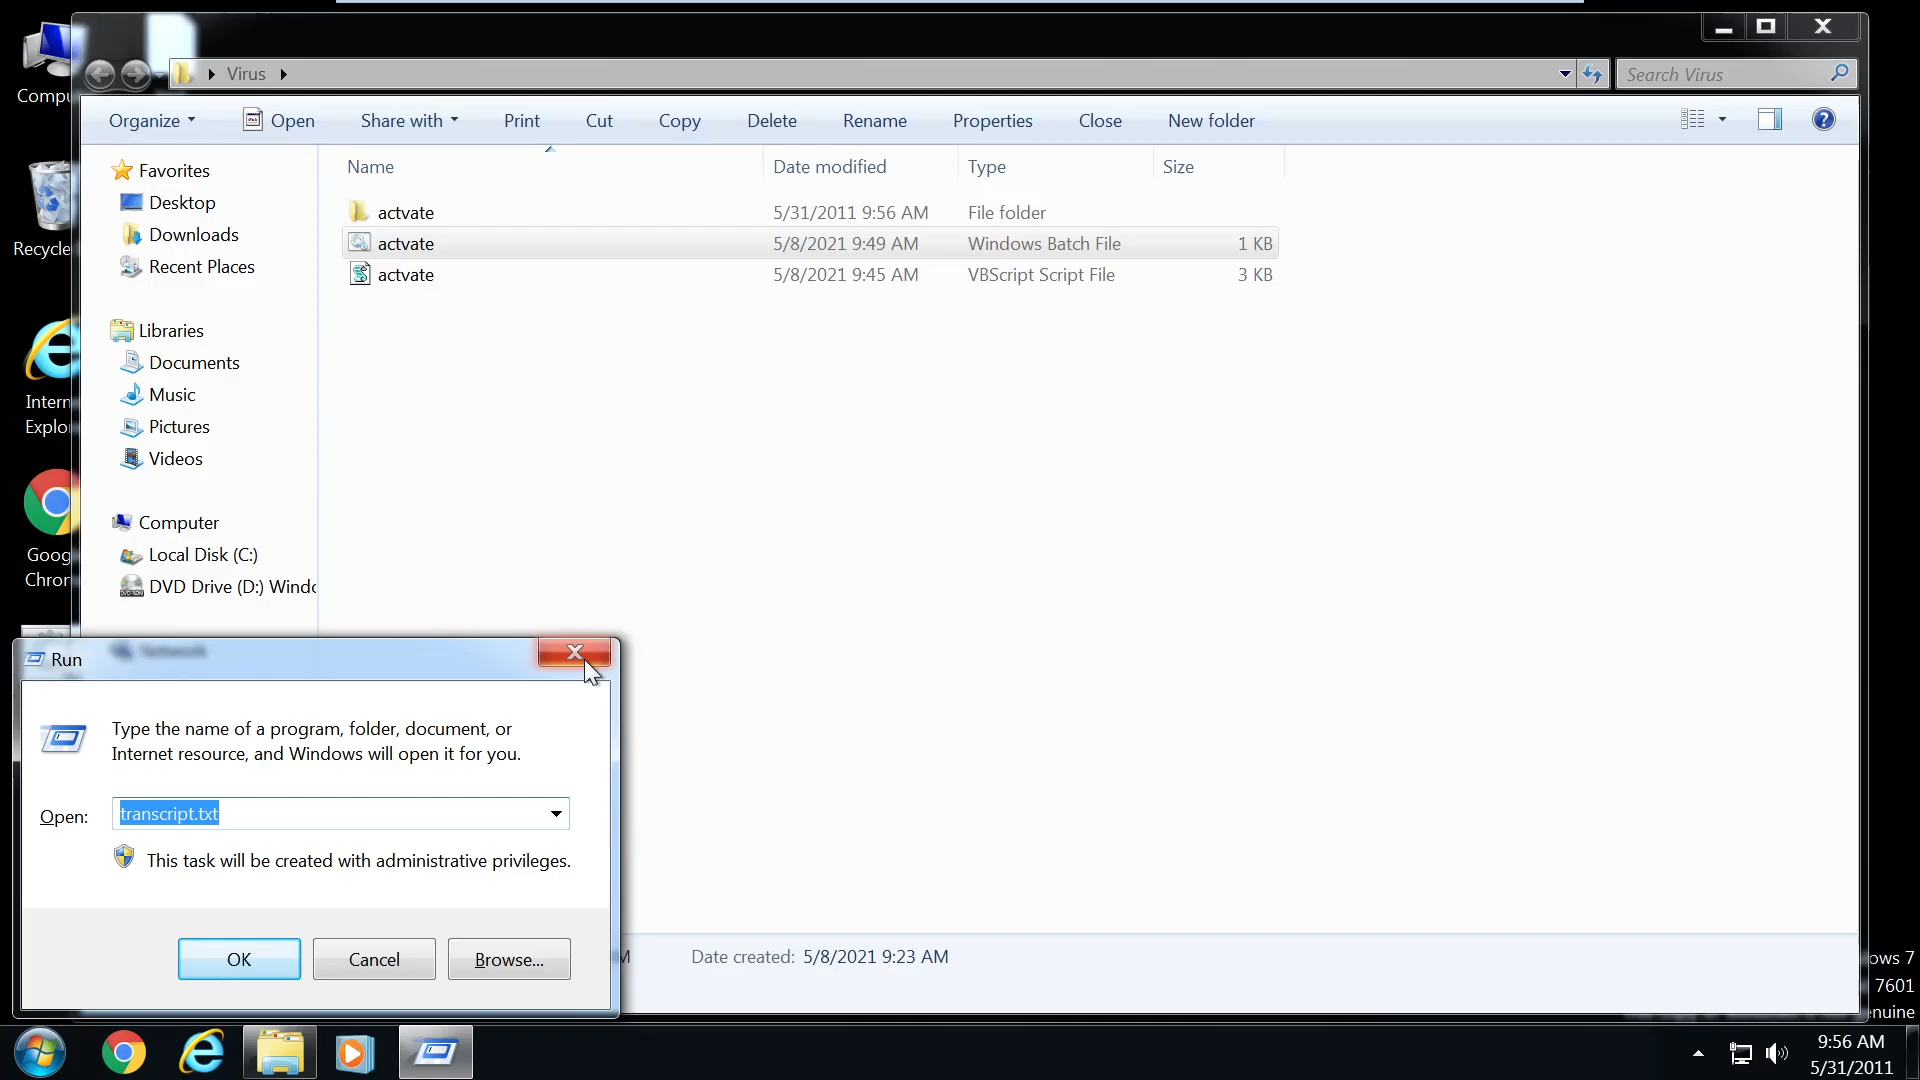 Virus
Search Virus
Organize
Open
Share with
Print
Cut
Copy
Delete
Rename
Properties
Close
New folder
Name
Date modified
Type
Size
actvate
5/31/2011 9:56 AM
File folder
actvate
5/8/2021 9:49 AM
Windows Batch File
1 KB
actvate
5/8/2021 9:45 AM
VBScript Script File
3 KB
Favorites
Desktop
Downloads
Recent Places
Libraries
Documents
Music
Pictures
Videos
Computer
Local Disk (C:)
DVD Drive (D:) Windo
Network
Compu
Recycle
Intern
Explo
Goog
Chror
Run
Type the name of a program, folder, document, or
Internet resource, and Windows will open it for you.
Open:
transcript.txt
This task will be created with administrative privileges.
OK
Cancel
Browse...
M
Date created: 5/8/2021 9:23 AM
ows 7
7601
enuine
9:56 AM
5/31/2011